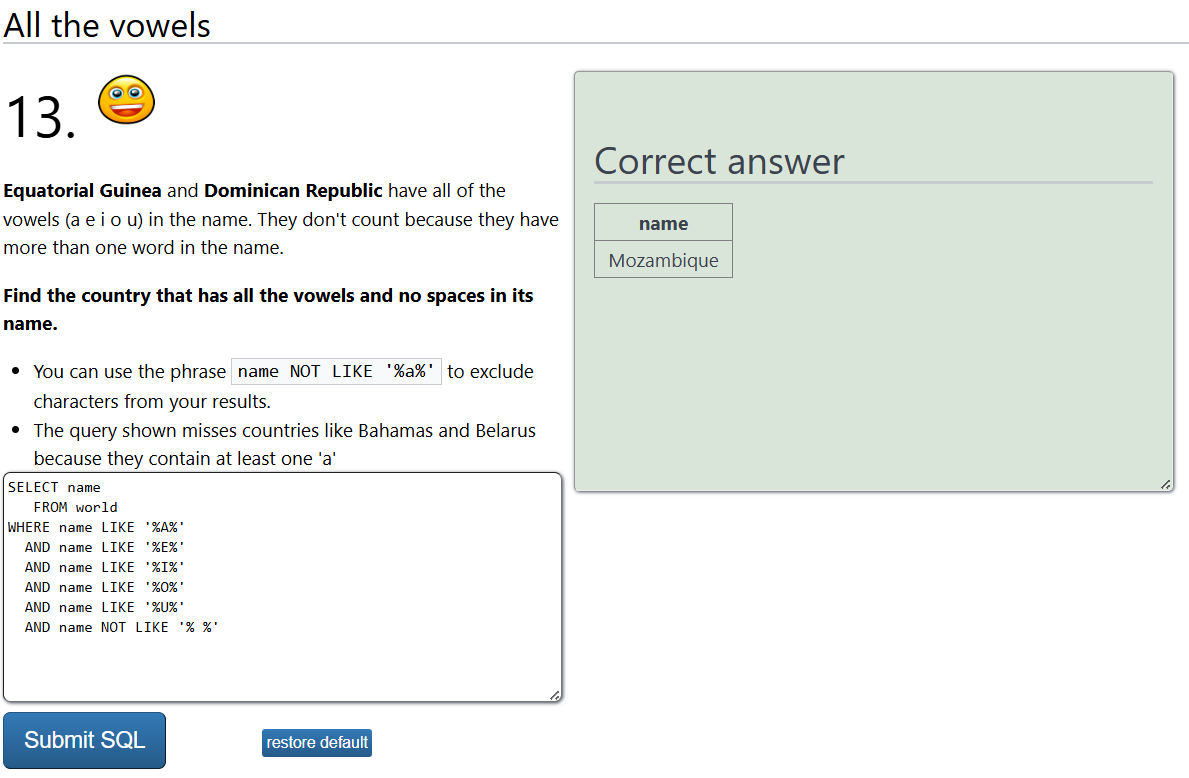 All the vowels
13.
Equatorial Guinea and Dominican Republic have all of the
vowels (a e i o u) in the name. They don't count because they have
more than one word in the name.
Find the country that has all the vowels and no spaces in its
name.
• You can use the phrase name NOT LIKE '%a%' to exclude
characters from your results.
• The query shown misses countries like Bahamas and Belarus
because they contain at least one 'a'
SELECT name
FROM world
WHERE name LIKE '%A%'
AND name LIKE '%E%'
AND name LIKE '%I%'
AND name LIKE '%O%'
AND name LIKE '%U%'
AND name NOT LIKE '% %'
Submit SQL
restore default
Correct answer
name
Mozambique